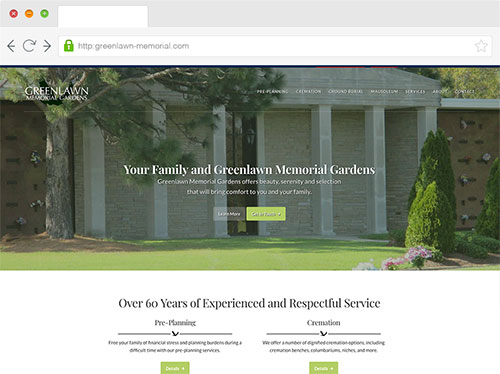 http:greenlawn-memorial.com
GREENLAWN
MEMORIAL GARDENS
PRE-PLANNING CREMATION GROUND BURIAL MAUSOLEUM SERVICES ABOUT CONTACT
Your Family and Greenlawn Memorial Gardens
Greenlawn Memorial Gardens offers beauty, serenity and selection
that will bring comfort to you and your family.
Learn More
Over 60 Years of Experienced and Respectful Service
Pre-Planning
Cremation
Free your family of financial stress and planning burdens during a
difficult time with our pre-planning services.
We offer a number of dignified cremation options, including
cremation benches, columbariums, niches, and more.
Details →
Details →